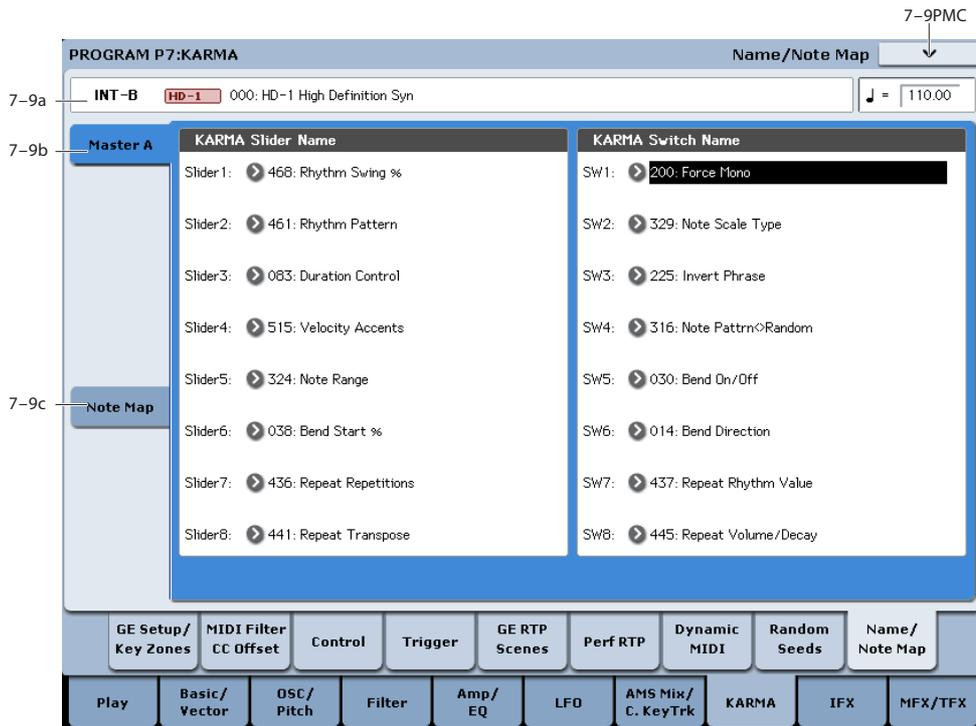 7–9PMC
PROGRAM P7:KARMA
Name/Note Map
7–9a
INT-B HD-1 000: HD-1 High Definition Syn
♩ = 110.00
7–9b
Master A
KARMA Slider Name
KARMA Switch Name
Slider1: 468: Rhythm Swing %
SW1: 200: Force Mono
Slider2: 461: Rhythm Pattern
SW2: 329: Note Scale Type
Slider3: 083: Duration Control
SW3: 225: Invert Phrase
Slider4: 515: Velocity Accents
SW4: 316: Note Pattrn<>Random
Slider5: 324: Note Range
SW5: 030: Bend On/Off
7–9c
Note Map
Slider6: 038: Bend Start %
SW6: 014: Bend Direction
Slider7: 436: Repeat Repetitions
SW7: 437: Repeat Rhythm Value
Slider8: 441: Repeat Transpose
SW8: 445: Repeat Volume/Decay
GE Setup/
Key Zones
MIDI Filter
CC Offset
Control
Trigger
GE RTP
Scenes
Perf RTP
Dynamic
MIDI
Random
Seeds
Name/
Note Map
Play
Basic/
Vector
OSC/
Pitch
Filter
Amp/
EQ
LFO
AMS Mix/
C. KeyTrk
KARMA
IFX
MFX/TFX